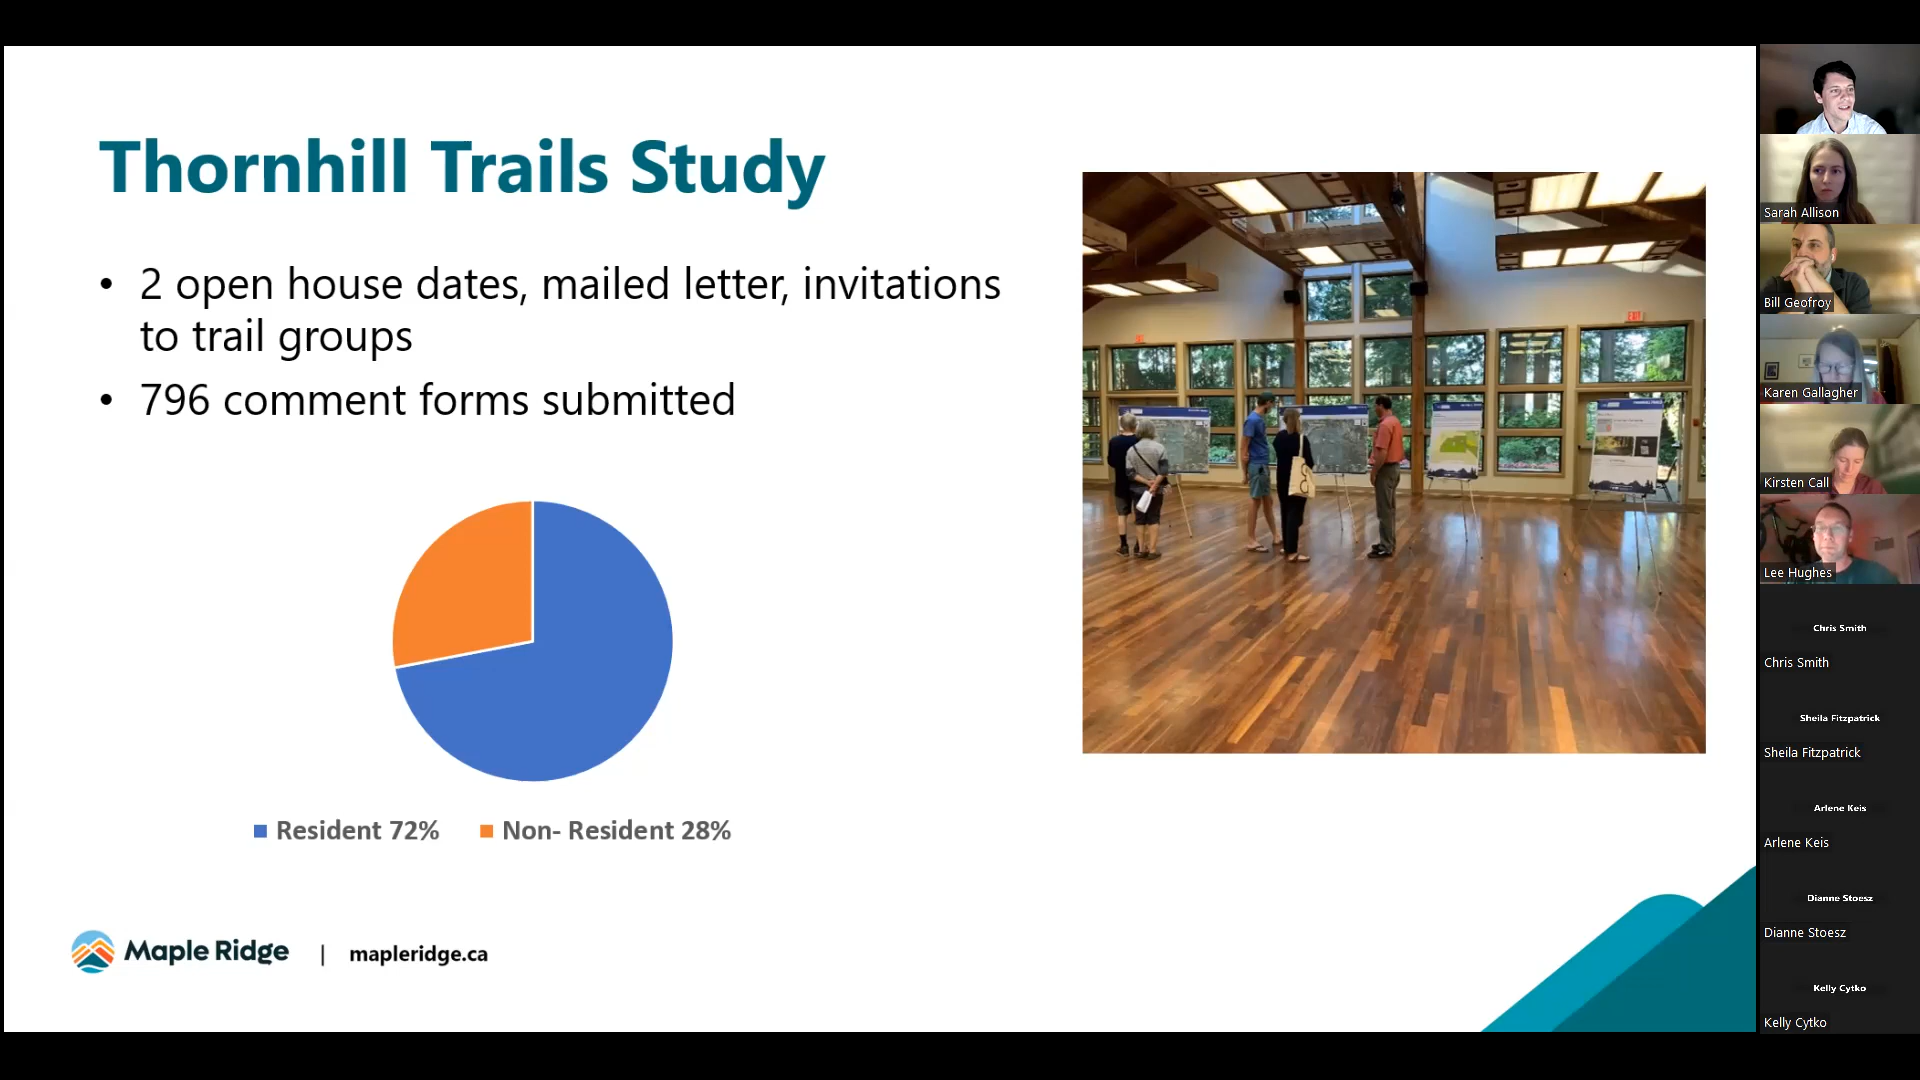 Thornhill Trails Study
• 2 open house dates, mailed letter, invitations
to trail groups
• 796 comment forms submitted
Resident 72%
Non- Resident 28%
Maple Ridge | mapleridge.ca
EXIT
Sarah Allison
Bill Geofroy
Karen Gallagher
Kirsten Call
Lee Hughes
Chris Smith
Chris Smith
Sheila Fitzpatrick
Sheila Fitzpatrick
Arlene Keis
Arlene Keis
Dianne Stoesz
Dianne Stoesz
Kelly Cytko
Kelly Cytko